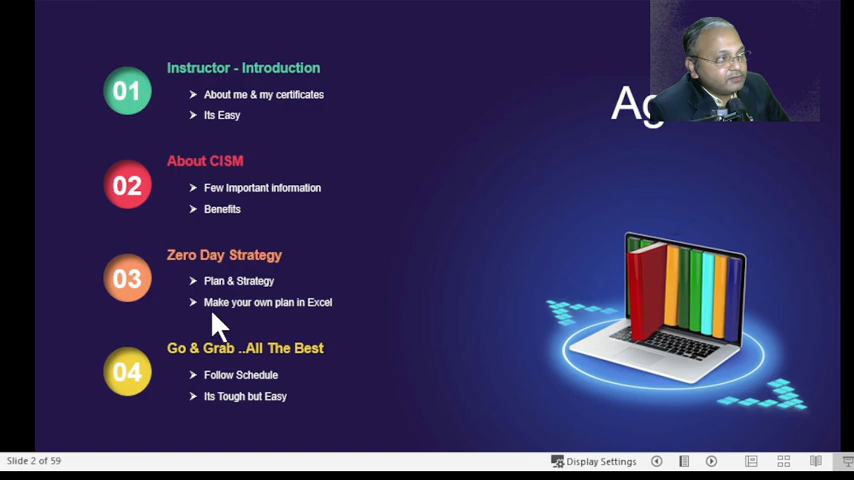 01
Instructor - Introduction
About me & my certificates
Its Easy
02
About CISM
Few Important information
Benefits
03
Zero Day Strategy
Plan & Strategy
Make your own plan in Excel
04
Go & Grab ..All The Best
Follow Schedule
Its Tough but Easy
Slide 2 of 59
Display Settings